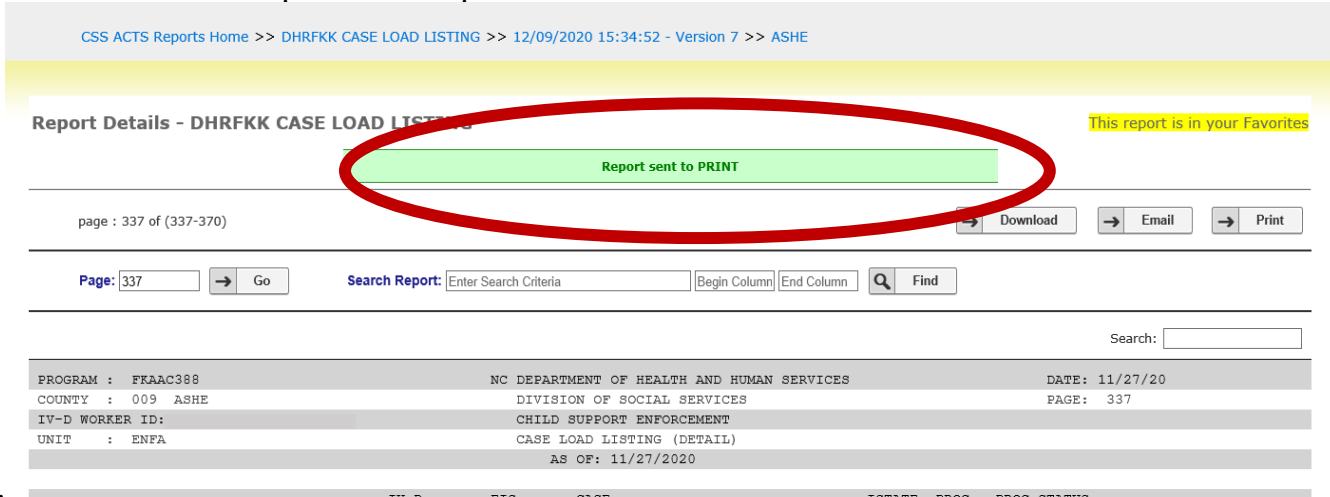 CSS ACTS Reports Home >> DHRFKK CASE LOAD LISTING >> 12/09/2020 15:34:52 - Version 7 >> ASHE
Report Details - DHRFKK CASE LOAD LISTING
This report is in your Favorites
Report sent to PRINT
page : 337 of (337-370)
→ Download → Email → Print
Page: 337 → Go Search Report: Enter Search Criteria Begin Column End Column Find
Search:
PROGRAM : FKAAC388 NC DEPARTMENT OF HEALTH AND HUMAN SERVICES DATE: 11/27/20
COUNTY : 009 ASHE DIVISION OF SOCIAL SERVICES PAGE: 337
IV-D WORKER ID: CHILD SUPPORT ENFORCEMENT
UNIT : ENFA CASE LOAD LISTING (DETAIL)
AS OF: 11/27/2020